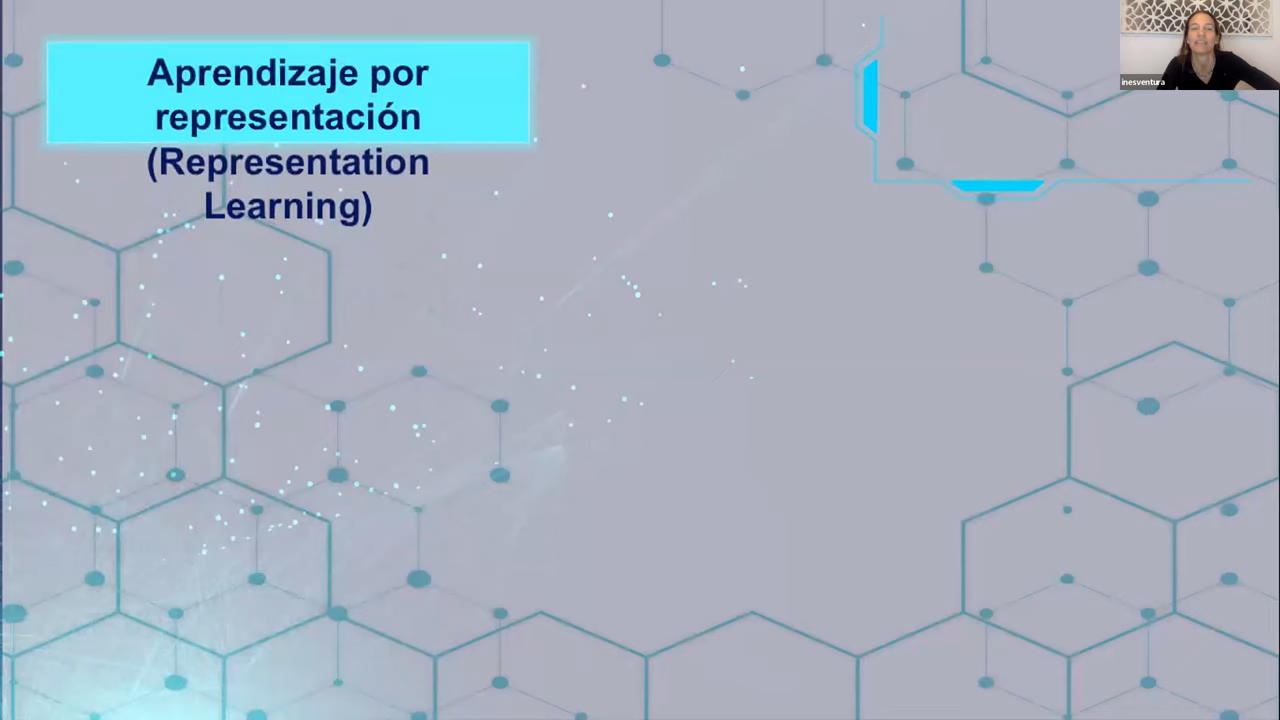 Aprendizaje por
representación
(Representation
Learning)
inesventura